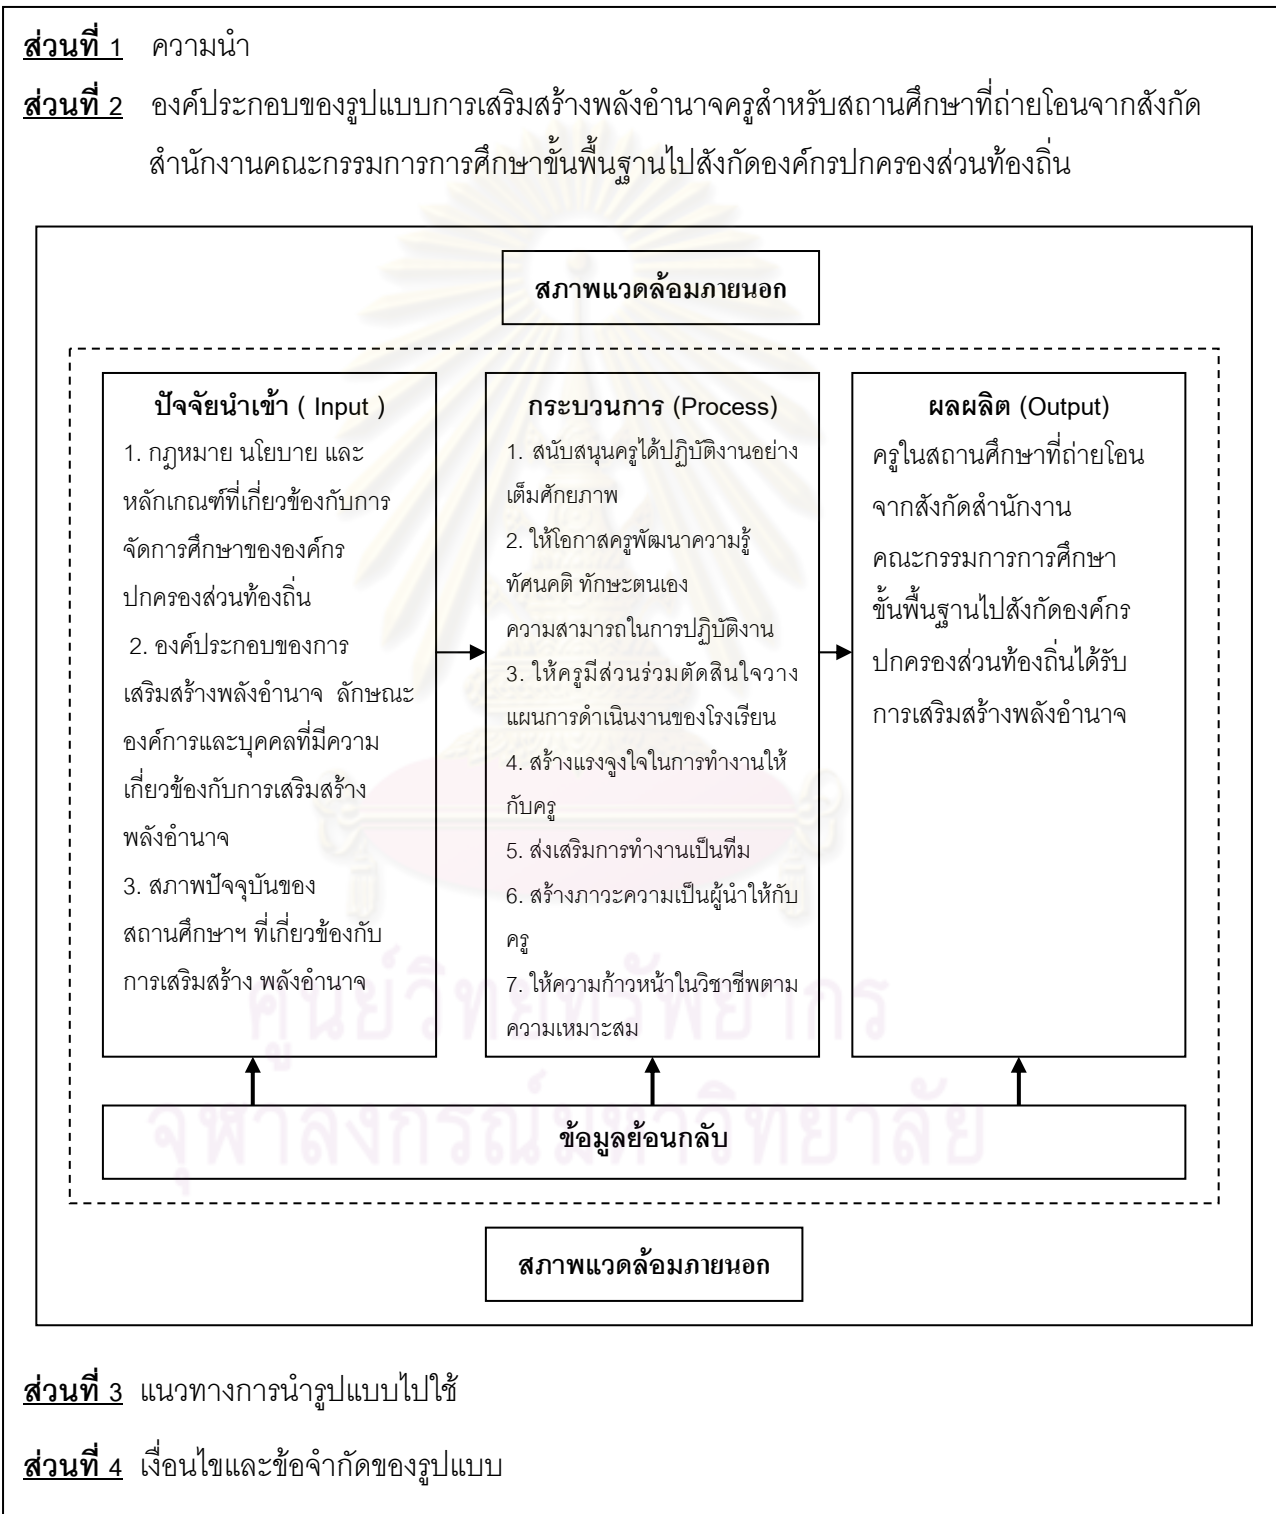 ส่วนที่ 1 ความนำ
ส่วนที่ 2 องค์ประกอบของรูปแบบการเสริมสร้างพลังอำนาจครูสำหรับสถานศึกษาที่ถ่ายโอนจากสังกัด
สำนักงานคณะกรรมการการศึกษาขั้นพื้นฐานไปสังกัดองค์กรปกครองส่วนท้องถิ่น
สภาพแวดล้อมภายนอก
ปัจจัยนำเข้า ( Input )
1. กฎหมาย นโยบาย และ
หลักเกณฑ์ที่เกี่ยวข้องกับการ
จัดการศึกษาขององค์กร
ปกครองส่วนท้องถิ่น
2. องค์ประกอบของการ
เสริมสร้างพลังอำนาจ ลักษณะ
องค์การและบุคคลที่มีความ
เกี่ยวข้องกับการเสริมสร้าง
พลังอำนาจ
3. สภาพปัจจุบันของ
สถานศึกษาฯ ที่เกี่ยวข้องกับ
การเสริมสร้าง พลังอำนาจ
กระบวนการ (Process)
1. สนับสนุนครูได้ปฏิบัติงานอย่าง
เต็มศักยภาพ
2. ให้โอกาสครูพัฒนาความรู้
ทัศนคติ ทักษะตนเอง
ความสามารถในการปฏิบัติงาน
3. ให้ครูมีส่วนร่วมตัดสินใจวาง
แผนการดำเนินงานของโรงเรียน
4. สร้างแรงจูงใจในการทำงานให้
กับครู
5. ส่งเสริมการทำงานเป็นทีม
6. สร้างภาวะความเป็นผู้นำให้กับ
ครู
7. ให้ความก้าวหน้าในวิชาชีพตาม
ความเหมาะสม
ผลผลิต (Output)
ครูในสถานศึกษาที่ถ่ายโอน
จากสังกัดสำนักงาน
คณะกรรมการการศึกษา
ขั้นพื้นฐานไปสังกัดองค์กร
ปกครองส่วนท้องถิ่นได้รับ
การเสริมสร้างพลังอำนาจ
ศูนย์วิทยทรัพยากร
จุฬาลงกรณ์มหาวิทยาลัย
ข้อมูลย้อนกลับ
สภาพแวดล้อมภายนอก
ส่วนที่ 3 แนวทางการนำรูปแบบไปใช้
ส่วนที่ 4 เงื่อนไขและข้อจำกัดของรูปแบบ